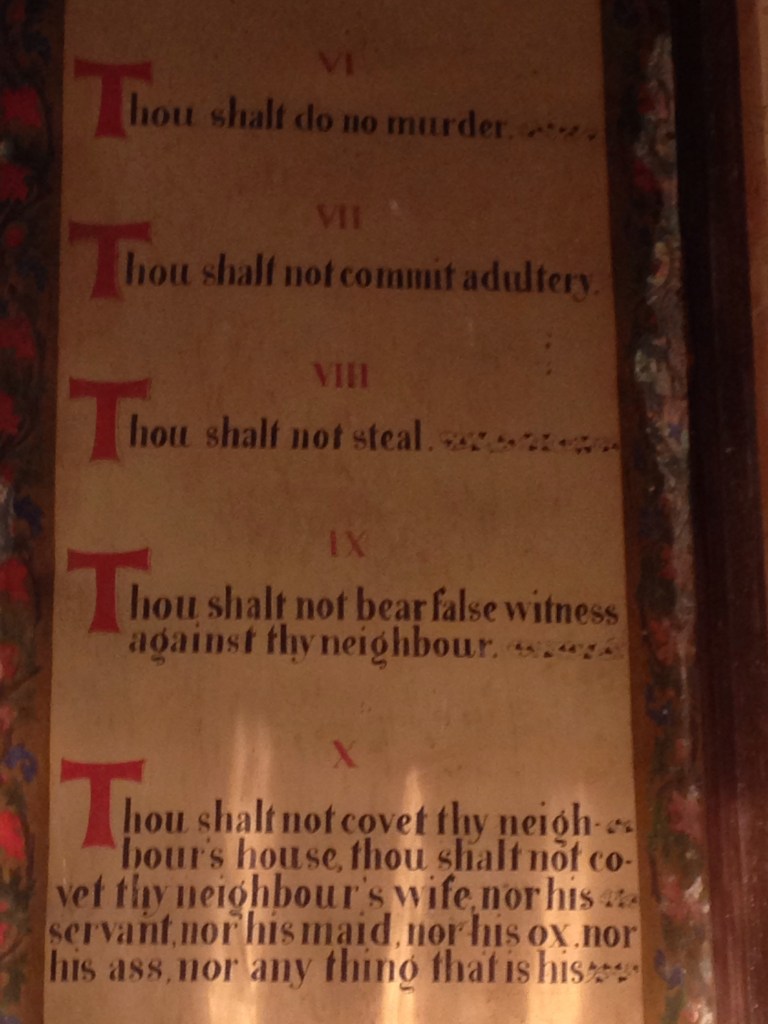 VI
Thou shalt do no murder.
VII
Thou shalt not commit adultery.
VIII
Thou shalt not steal.
IX
Thou shalt not bear false witness
against thy neighbour.
X
Thou shalt not covet thy neigh-
bour's house, thou shalt not co-
vet thy neighbour's wife, nor his
servant, nor his maid, nor his ox, nor
his ass, nor any thing that is his